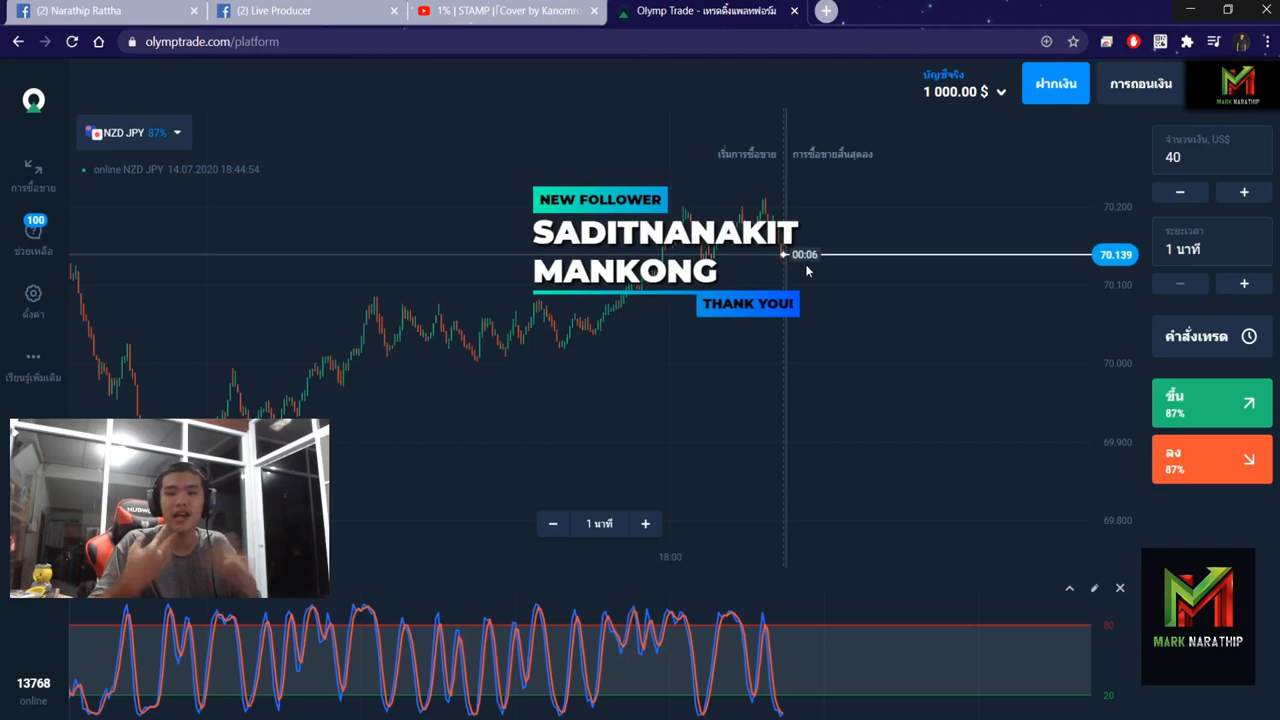 (2) Narathip Rattha
(2) Live Producer
1% | STAMP | [Cover by Kanomro
Olymp Trade - เทรดดิ้งแพลทฟอร์ม
olymptrade.com/platform
บัญชีจริง
1 000.00 $
ฝากเงิน
การถอนเงิน
MARK NARATHIP
NZD JPY 87%
online NZD JPY 14.07.2020 18:44:54
เริ่มการซื้อขาย
การซื้อขายสิ้นสุดลง
การซื้อขาย
100
ช่วยเหลือ
ตั้งค่า
เรียนรู้เพิ่มเติม
NEW FOLLOWER
SADITNANAKIT
MANKONG
THANK YOU!
00:06
70.200
70.139
70.100
70.000
69.900
69.800
จำนวนเงิน, US$
40
ระยะเวลา
1 นาที
คำสั่งเทรด
ขึ้น
87%
ลง
87%
1 นาที
18:00
80
20
MARK NARATHIP
13768
online